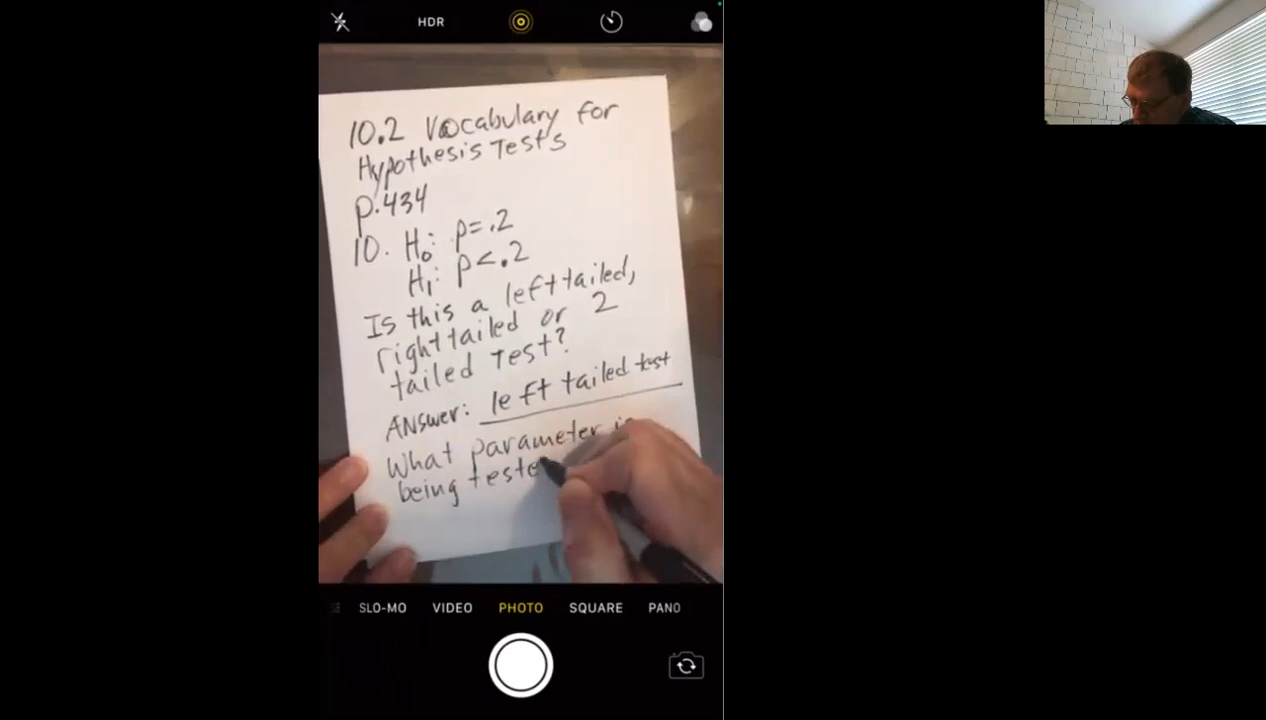 HDR
10.2 Vocabulary for
Hypothesis Tests
p.434
10. H₀: p=.2
H₁: p<.2
Is this a left tailed,
right tailed or 2
tailed Test?
Answer: left tailed test
What parameter is
being teste
SLO-MO VIDEO PHOTO SQUARE PANO